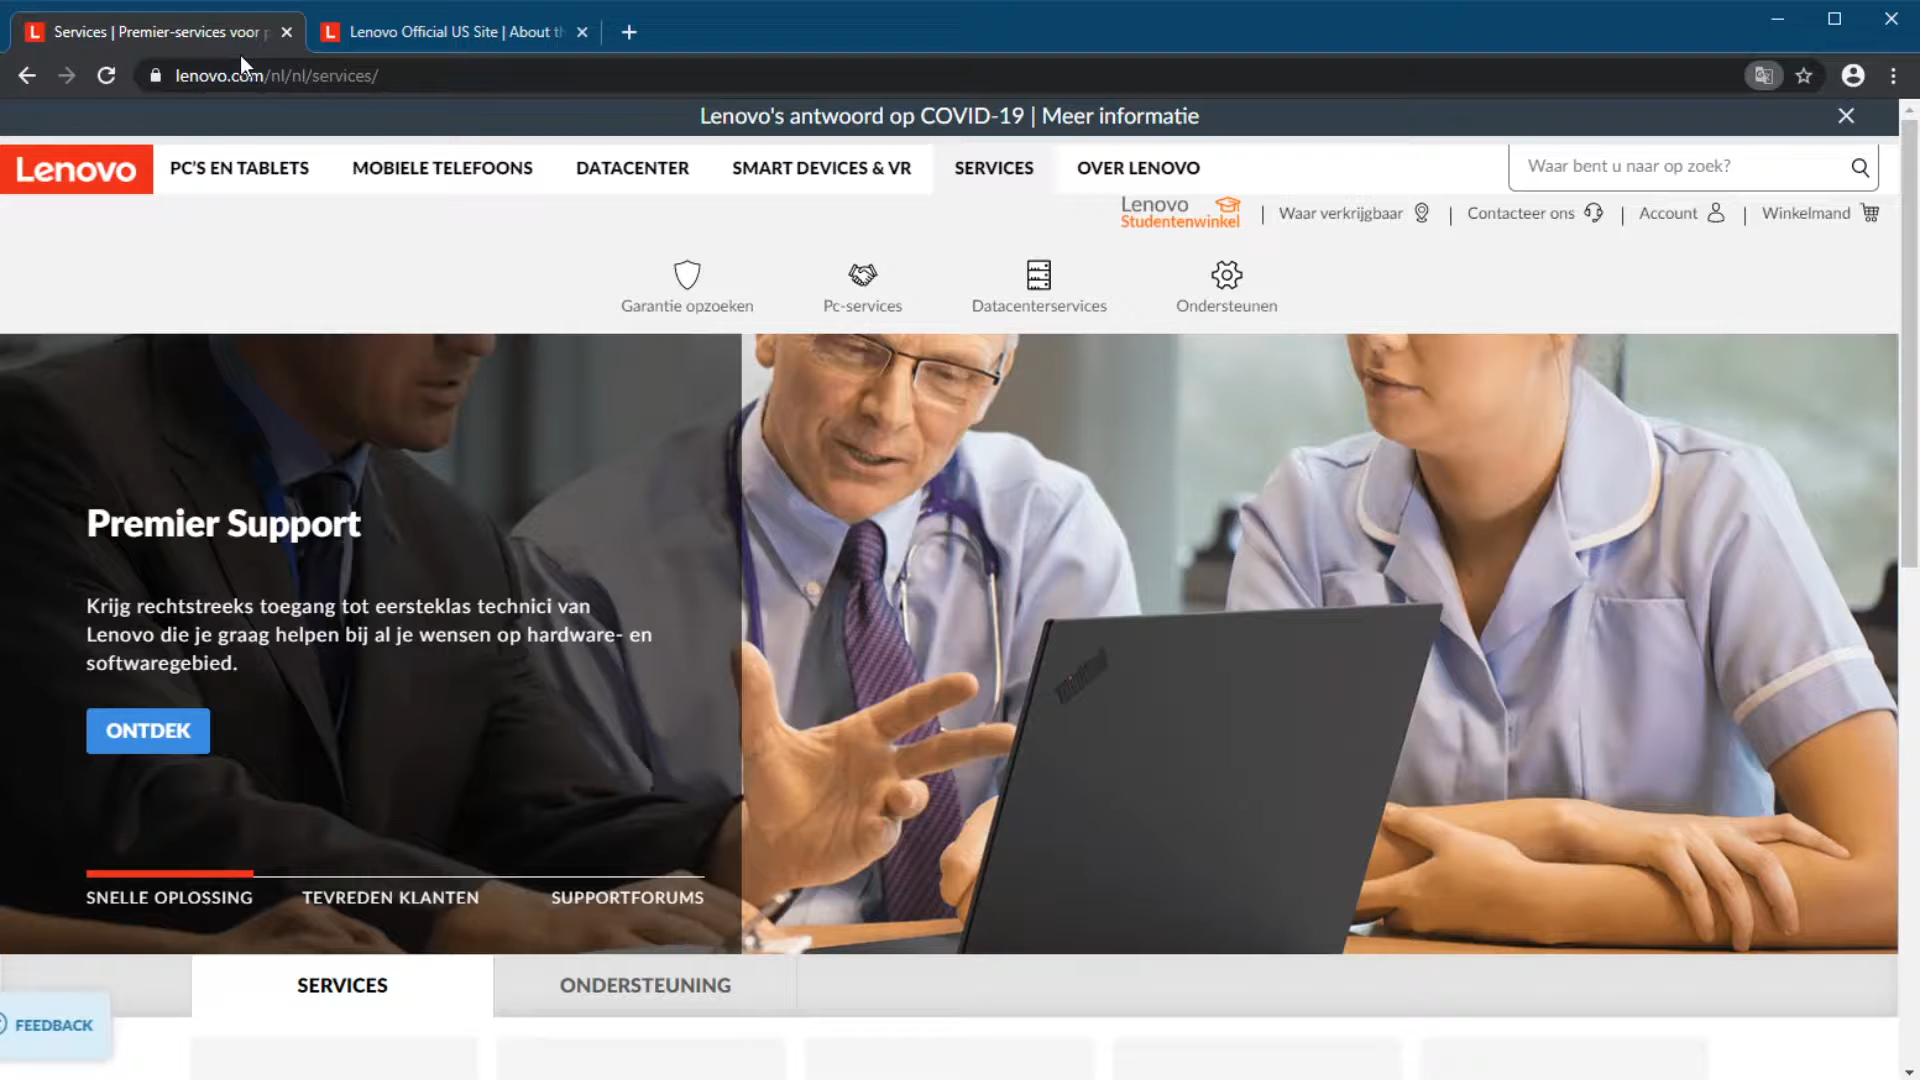 Services | Premier-services voor
Lenovo Official US Site | About
lenovo.com/nl/nl/services/
Lenovo's antwoord op COVID-19 | Meer informatie
Lenovo
PC'S EN TABLETS
MOBIELE TELEFOONS
DATACENTER
SMART DEVICES & VR
SERVICES
OVER LENOVO
Waar bent u naar op zoek?
Lenovo
Studentenwinkel
Waar verkrijgbaar
Contacteer ons
Account
Winkelmand
Garantie opzoeken
Pc-services
Datacenterservices
Ondersteunen
Premier Support
Krijg rechtstreeks toegang tot eersteklas technici van
Lenovo die je graag helpen bij al je wensen op hardware- en
softwaregebied.
ONTDEK
ThinkPad
SNELLE OPLOSSING
TEVREDEN KLANTEN
SUPPORTFORUMS
SERVICES
ONDERSTEUNING
FEEDBACK